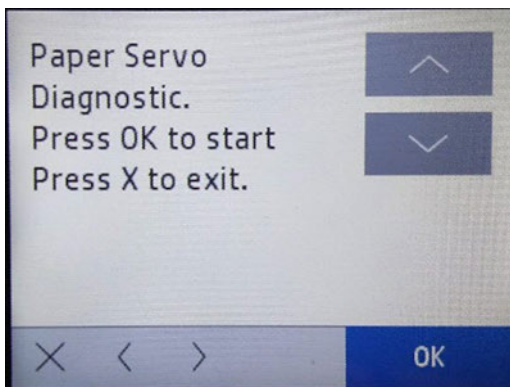 Paper Servo
Diagnostic.
Press OK to start
Press X to exit.
OK